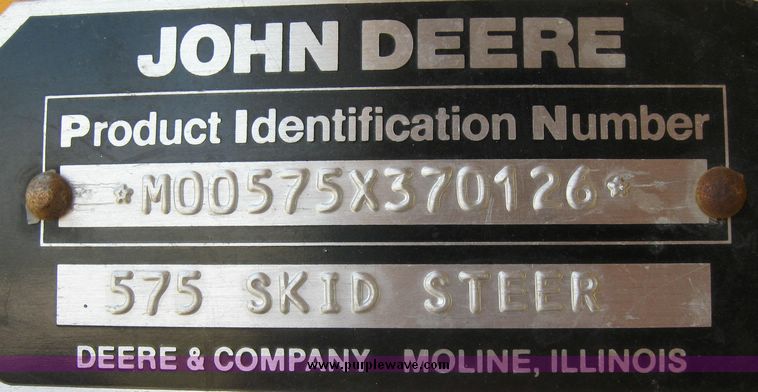 JOHN DEERE
Product Identification Number
*M00575X370126*
575 SKID STEER
DEERE & COMPANY MOLINE, ILLINOIS
www.purplewave.com